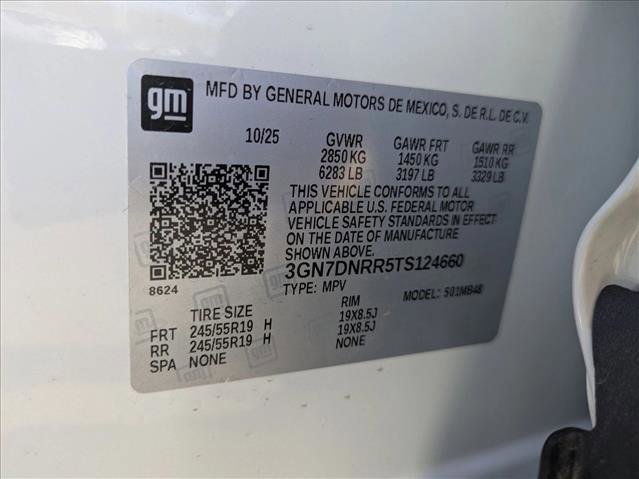 gm
MFD BY GENERAL MOTORS DE MEXICO, S. DE R.L. DE C.V.
10/25 GVWR GAWR FRT GAWR RR
2850 KG 1450 KG 1510 KG
6283 LB 3197 LB 3329 LB
THIS VEHICLE CONFORMS TO ALL
APPLICABLE U.S. FEDERAL MOTOR
VEHICLE SAFETY STANDARDS IN EFFECT
ON THE DATE OF MANUFACTURE
SHOWN ABOVE.
3GN7DNRR5TS124660
8624 TYPE: MPV MODEL: 501MB48
TIRE SIZE RIM
FRT 245/55R19 H 19X8.5J
RR 245/55R19 H 19X8.5J
SPA NONE NONE